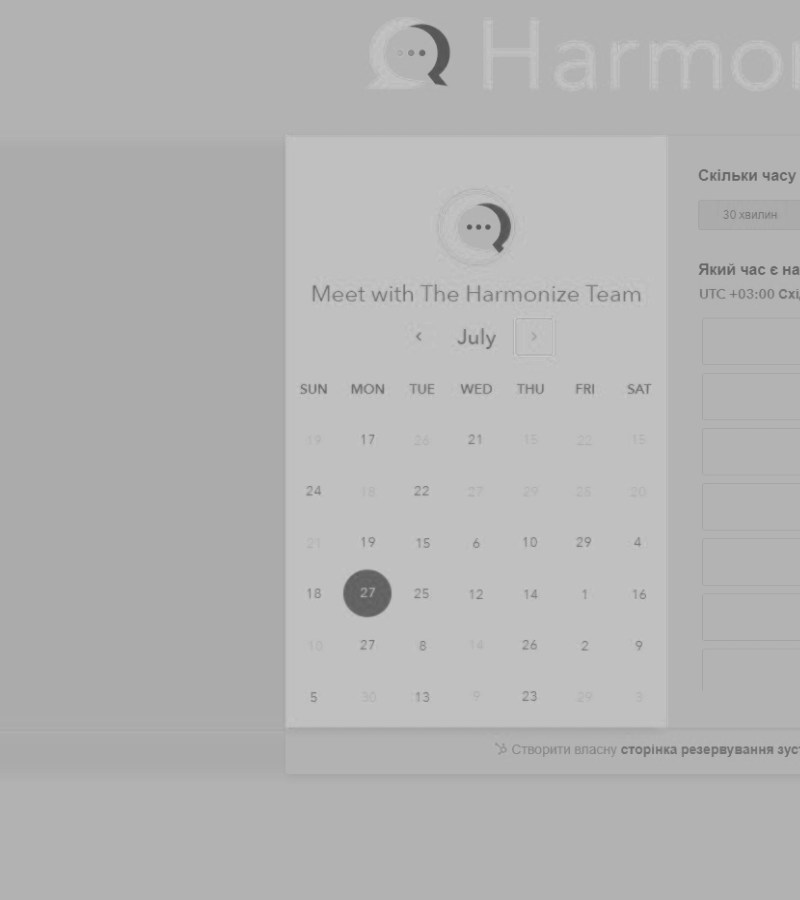 Harmon
Meet with The Harmonize Team
July
SUN MON TUE WED THU FRI SAT
19 17 26 21 15 22 15
24 18 22 27 29 25 20
21 19 15 6 10 29 4
18 27 25 12 14 1 16
10 27 8 14 26 2 9
5 30 13 9 23 29 3
Скільки часу
30 хвилин
Який час є на
UTC +03:00 Схі
Створити власну сторінка резервування зуст